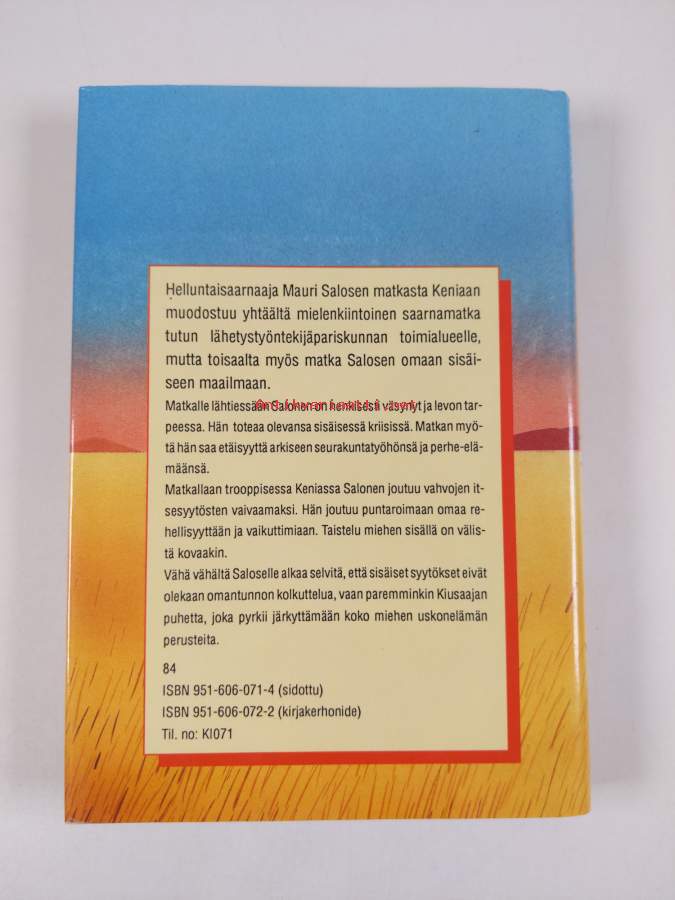 Helluntaisaarnaaja Mauri Salosen matkasta Keniaan
muodostuu yhtäältä mielenkiintoinen saarnamatka
tutun lähetystyöntekijäpariskunnan toimialueelle,
mutta toisaalta myös matka Salosen omaan sisäi-
seen maailmaan.
Matkalle lähtiessään Salonen on henkisesti väsynyt ja levon tar-
peessa. Hän toteaa olevansa sisäisessä kriisissä. Matkan myö-
tä hän saa etäisyyttä arkiseen seurakuntatyöhönsä ja perhe-elä-
määnsä.
Matkallaan trooppisessa Keniassa Salonen joutuu vahvojen it-
sesyytösten vaivaamaksi. Hän joutuu puntaroimaan omaa re-
hellisyyttään ja vaikuttimiaan. Taistelu miehen sisällä on välis-
tä kovaakin.
Vähä vähältä Saloselle alkaa selvitä, että sisäiset syytökset eivät
olekaan omantunnon kolkuttelua, vaan paremminkin Kiusaajan
puhetta, joka pyrkii järkyttämään koko miehen uskonelämän
perusteita.
84
ISBN 951-606-071-4 (sidottu)
ISBN 951-606-072-2 (kirjakerhonide)
Til. no: KI071